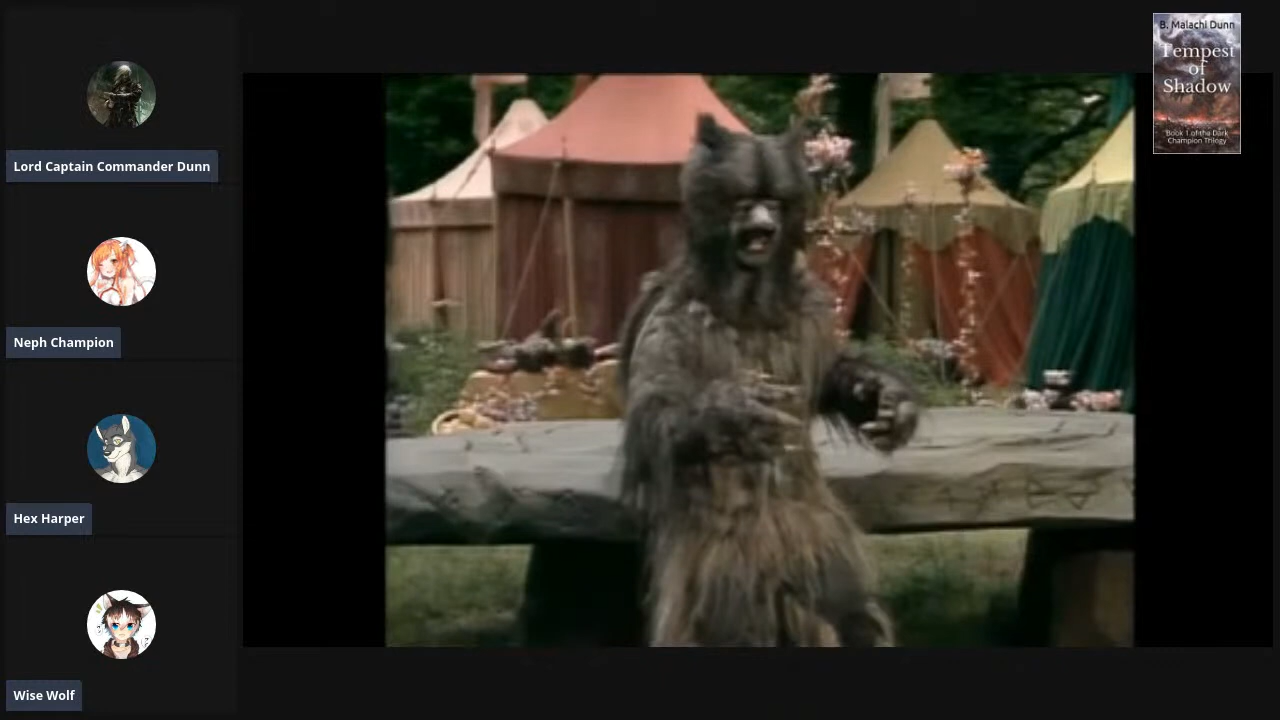 Lord Captain Commander Dunn
Neph Champion
Hex Harper
Wise Wolf
B. Malachi Dunn
Tempest
of
Shadow
Book 1 of the Dark
Champion Trilogy